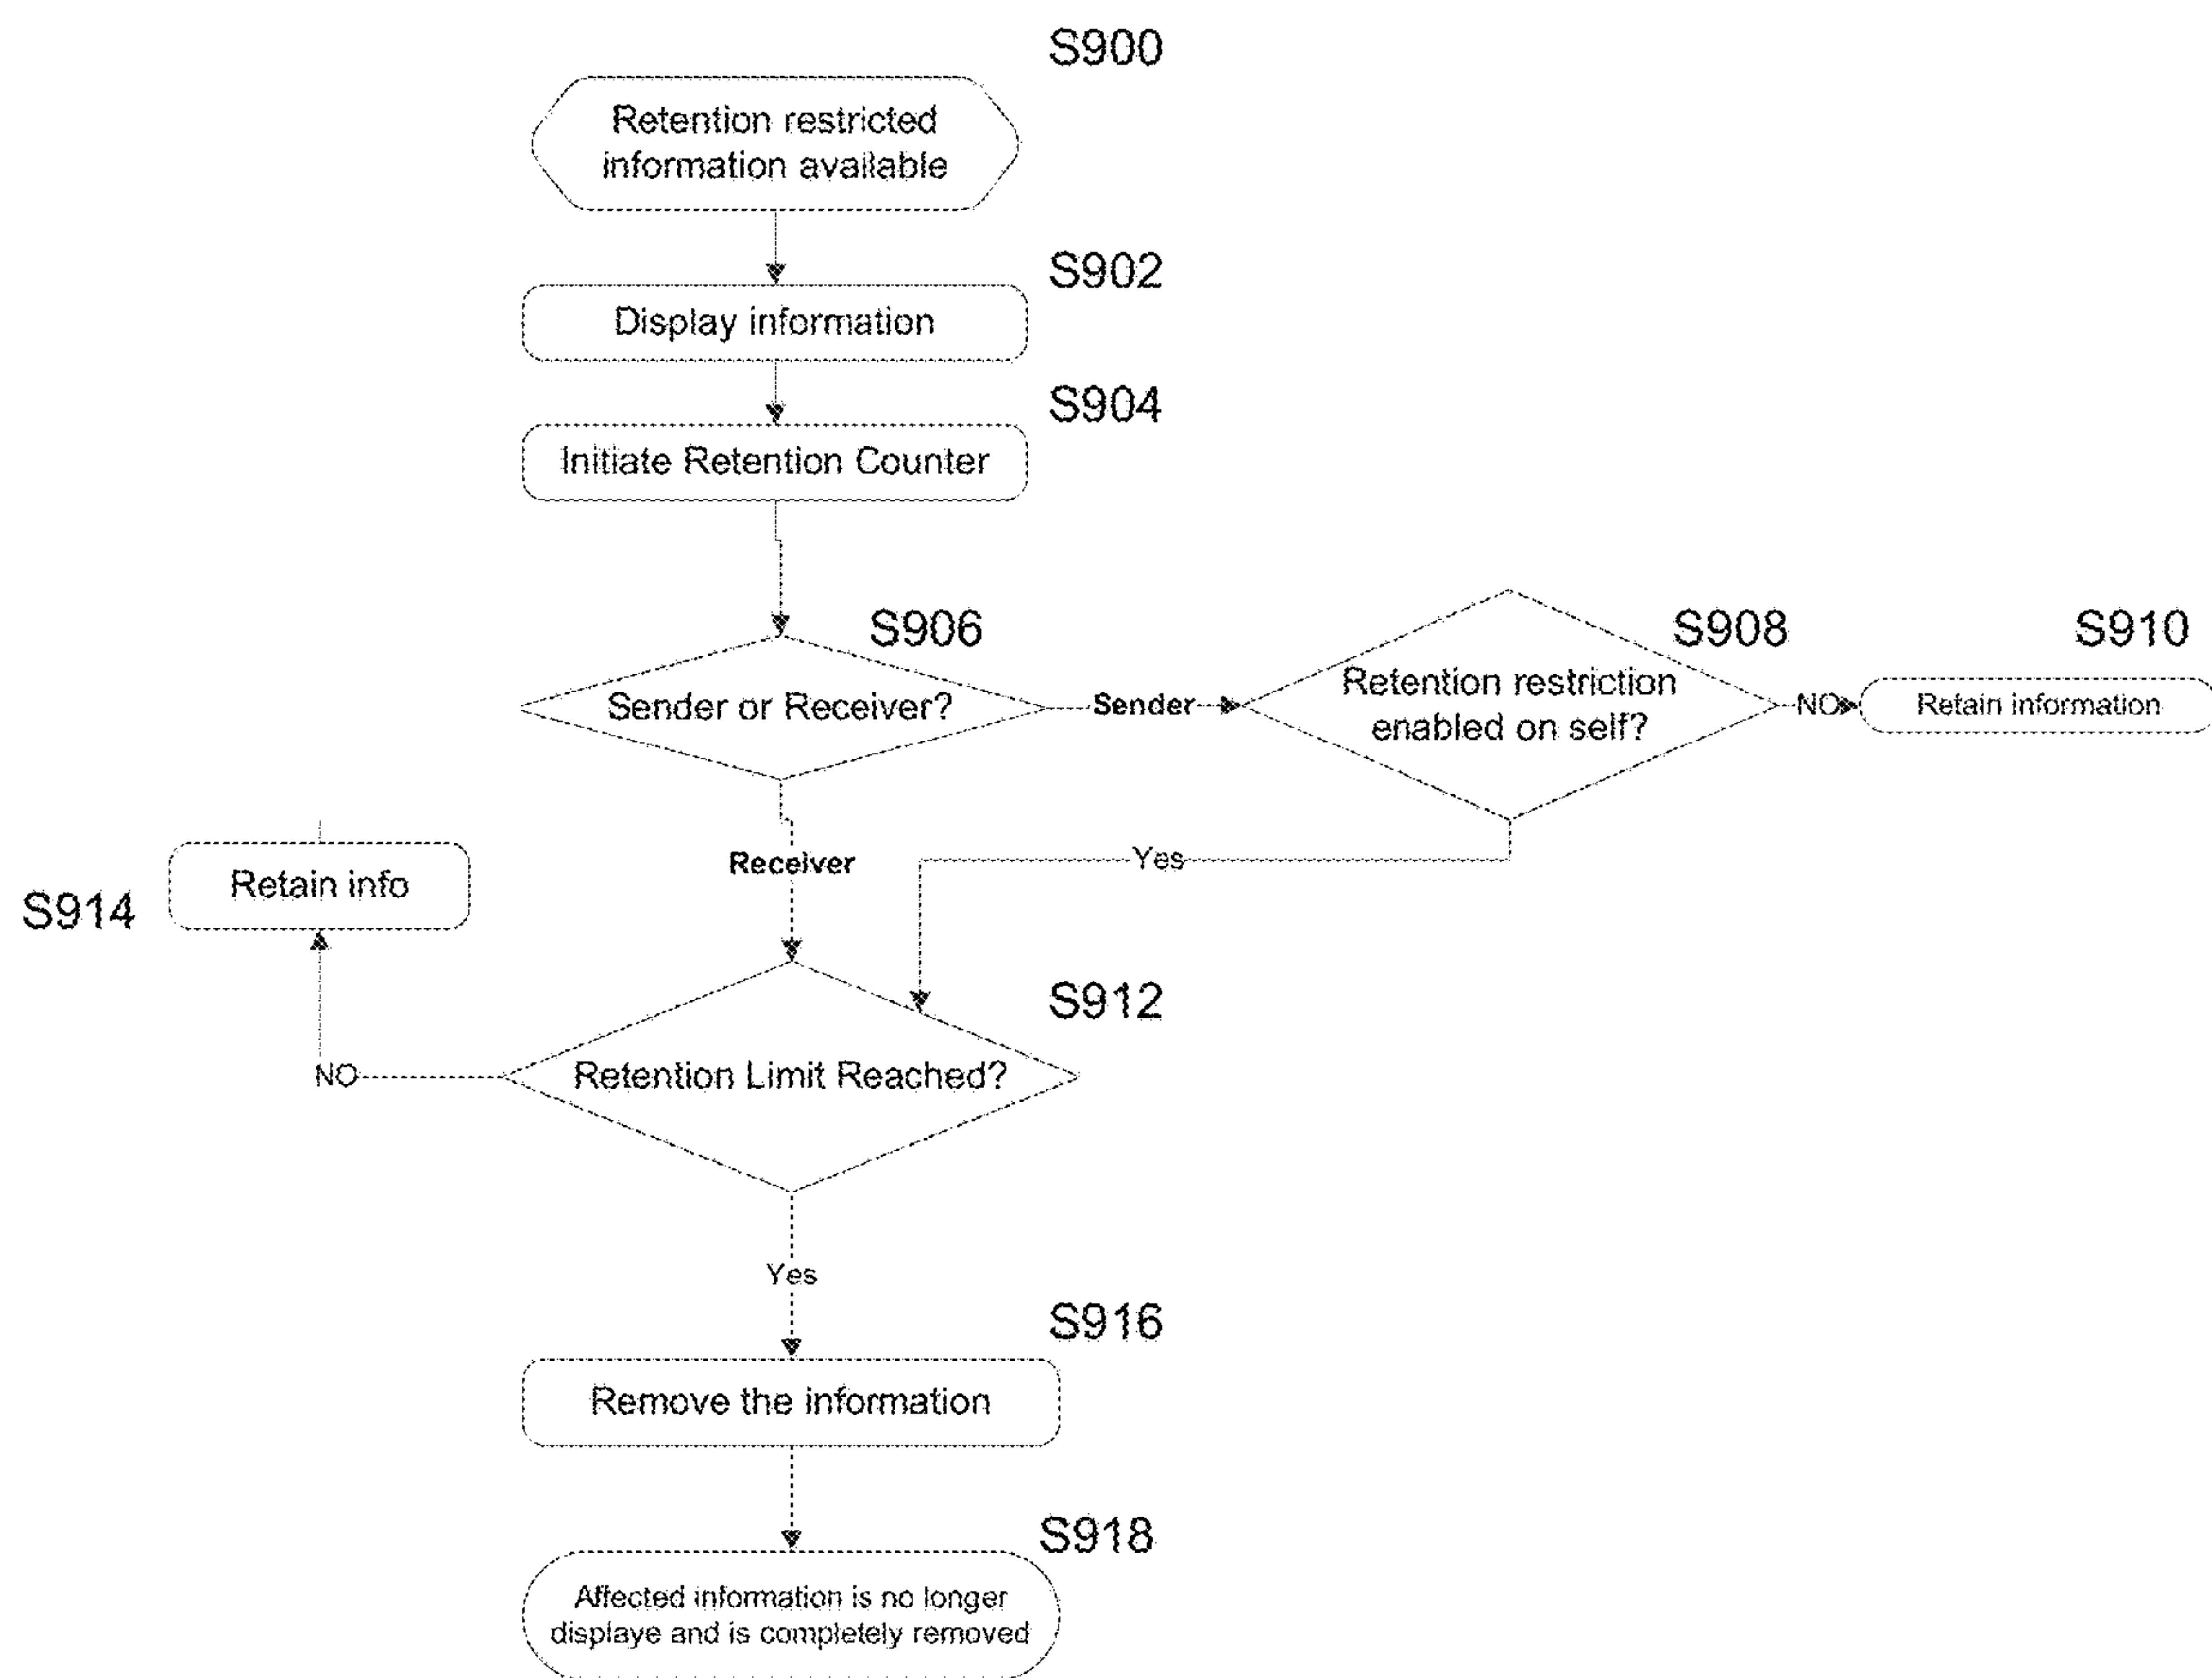 S900
Retention restricted
information available
S902
Display information
S904
Initiate Retention Counter
S906
Sender or Receiver?
Sender
S908
Retention restriction
enabled on self?
NO
S910
Retain information
Yes
Receiver
S914
Retain info
S912
Retention Limit Reached?
NO
Yes
S916
Remove the information
S918
Affected information is no longer
displaye and is completely removed